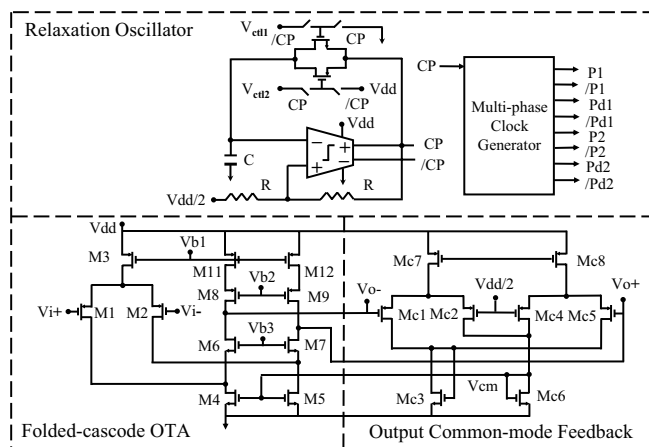 Relaxation Oscillator
Vctl1
/CP
CP
Vctl2
CP
/CP
Vdd
Vdd
C
CP
/CP
R
R
Vdd/2
CP
Multi-phase
Clock
Generator
P1
/P1
Pd1
/Pd1
P2
/P2
Pd2
/Pd2
Vdd
M3
Vb1
M11
M12
Vb2
M8
M9
Vi+
M1
M2
Vi-
Vb3
M6
M7
M4
M5
Folded-cascode OTA
Mc7
Mc8
Vo-
Vdd/2
Vo+
Mc1
Mc2
Mc4
Mc5
Vcm
Mc3
Mc6
Output Common-mode Feedback